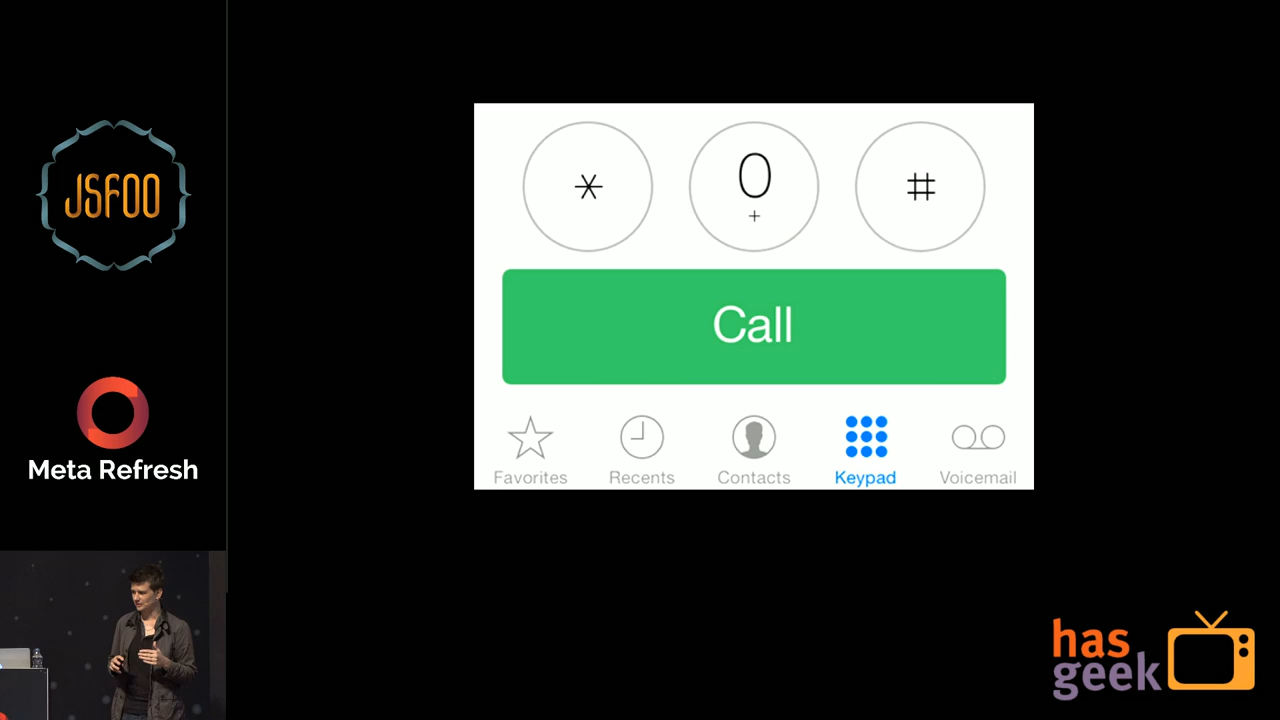 JSFOO
Meta Refresh
* 0 #
+
Call
Favorites Recents Contacts Keypad Voicemail
has
geek